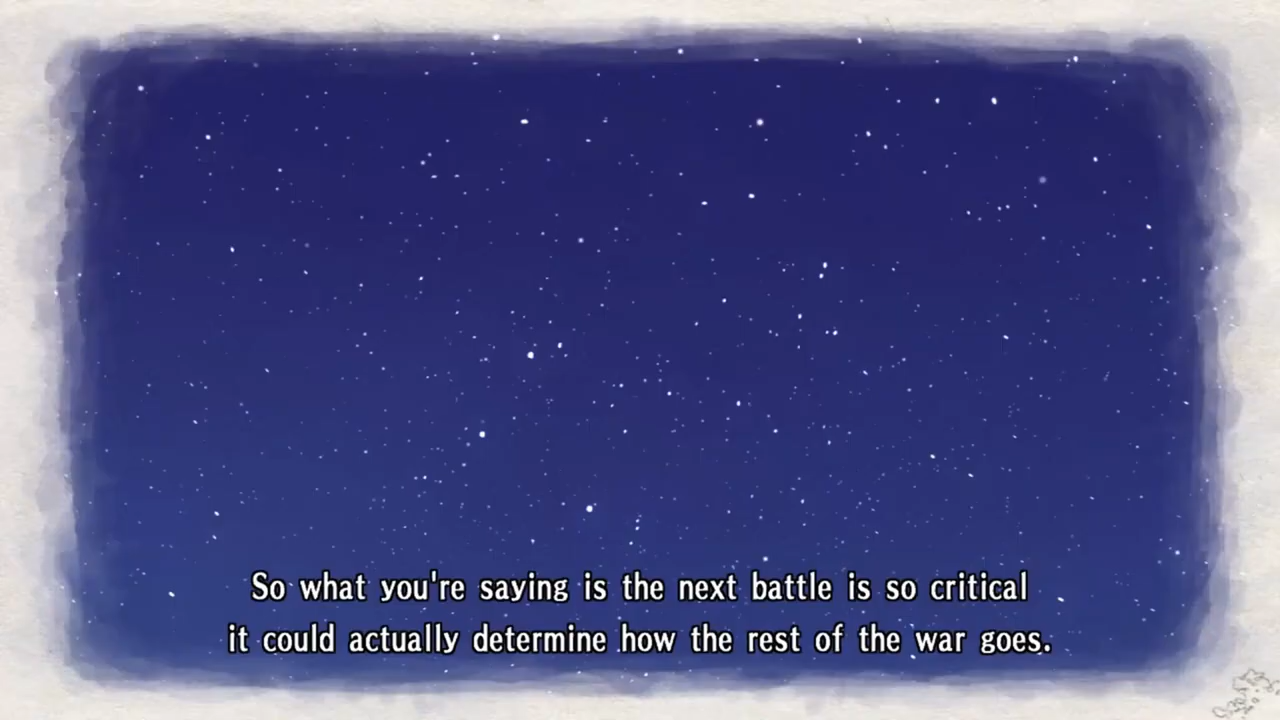 So what you're saying is the next battle is so critical
it could actually determine how the rest of the war goes.